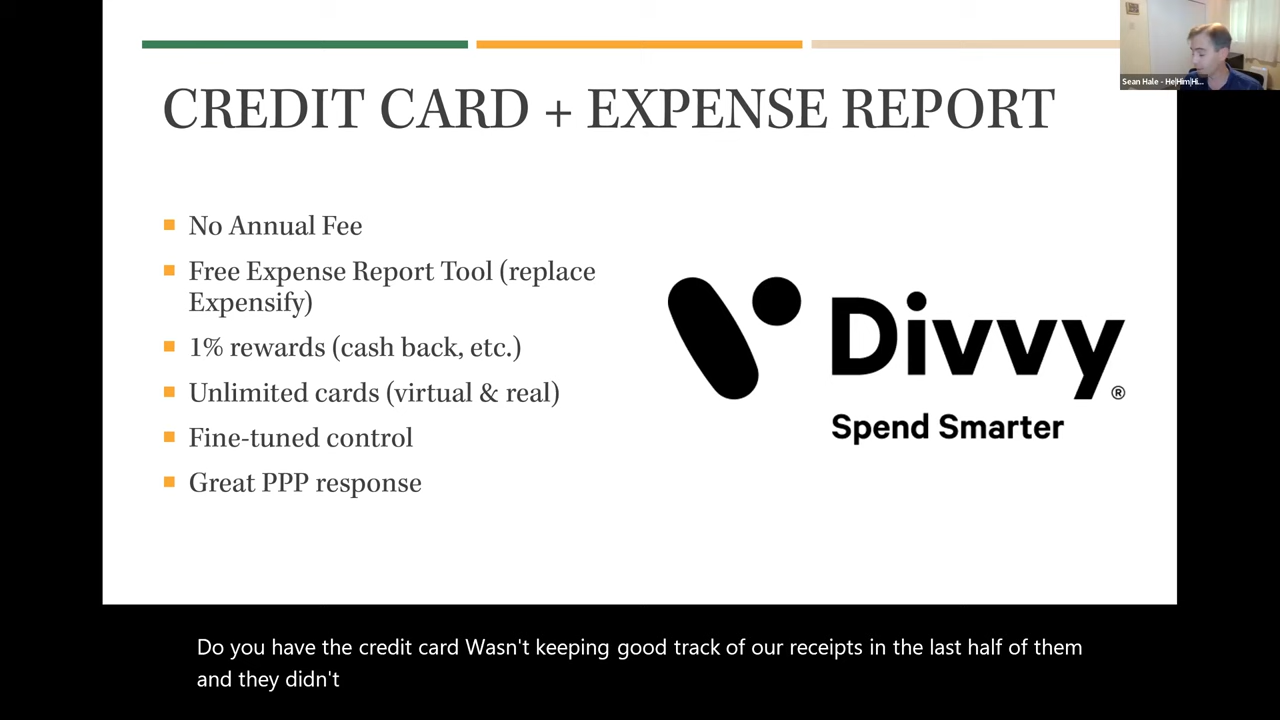 Sean Hale - He|Him|Hi...
CREDIT CARD + EXPENSE REPORT
No Annual Fee
Free Expense Report Tool (replace
Expensify)
1% rewards (cash back, etc.)
Unlimited cards (virtual & real)
Fine-tuned control
Great PPP response
Divvy®
Spend Smarter
Do you have the credit card Wasn't keeping good track of our receipts in the last half of them
and they didn't